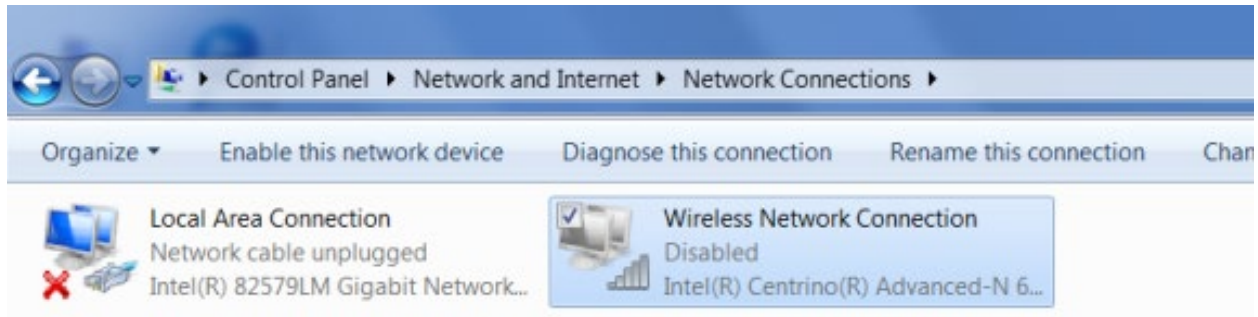 Control Panel Network and Internet Network Connections
Organize Enable this network device Diagnose this connection Rename this connection Chan
Local Area Connection
Network cable unplugged
Intel(R) 82579LM Gigabit Network...
Wireless Network Connection
Disabled
Intel(R) Centrino(R) Advanced-N 6...